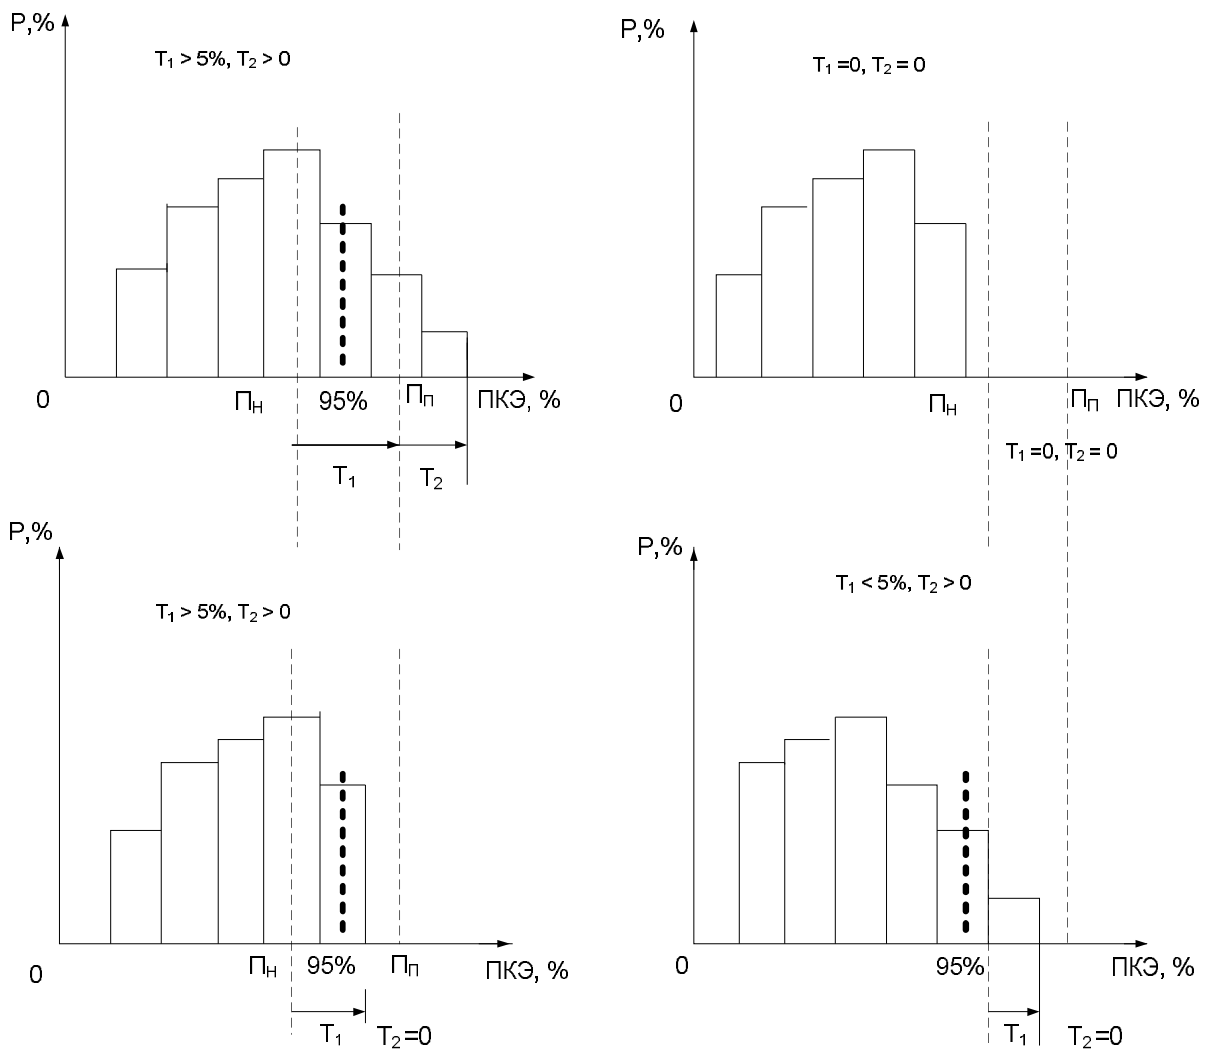 P,%
T1 > 5%, T2 > 0
0
ПН
95%
ПП
ПКЭ, %
T1
T2
P,%
T1 =0, T2 = 0
0
ПН
ПП
ПКЭ, %
T1 =0, T2 = 0
P,%
T1 > 5%, T2 > 0
0
ПН
95%
ПП
ПКЭ, %
T1
T2=0
P,%
T1 < 5%, T2 > 0
0
95%
ПКЭ, %
T1
T2=0